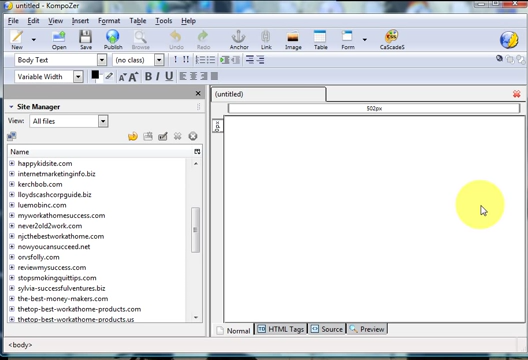 untitled - KompoZer
File Edit View Insert Format Table Tools Help
New Open Save Publish Browse Undo Redo Anchor Link Image Table Form CaScadeS
Body Text (no class) ! !!
Variable Width A A B I U
Site Manager
(untitled)
View: All files
502px
0px
Name
happykidsite.com
internetmarketinginfo.biz
kerchbob.com
lloydscashcorpguide.biz
luemobinc.com
myworkathomesuccess.com
never2old2work.com
njcthebestworkathome.com
nowyoucansucceed.net
orvsfolly.com
reviewmysuccess.com
stopsmokingquittips.com
sylvia-successfulventures.biz
the-best-money-makers.com
thetop-best-workathome-products.com
thetop-best-workathome-products.us
Normal HTML Tags Source Preview
<body>